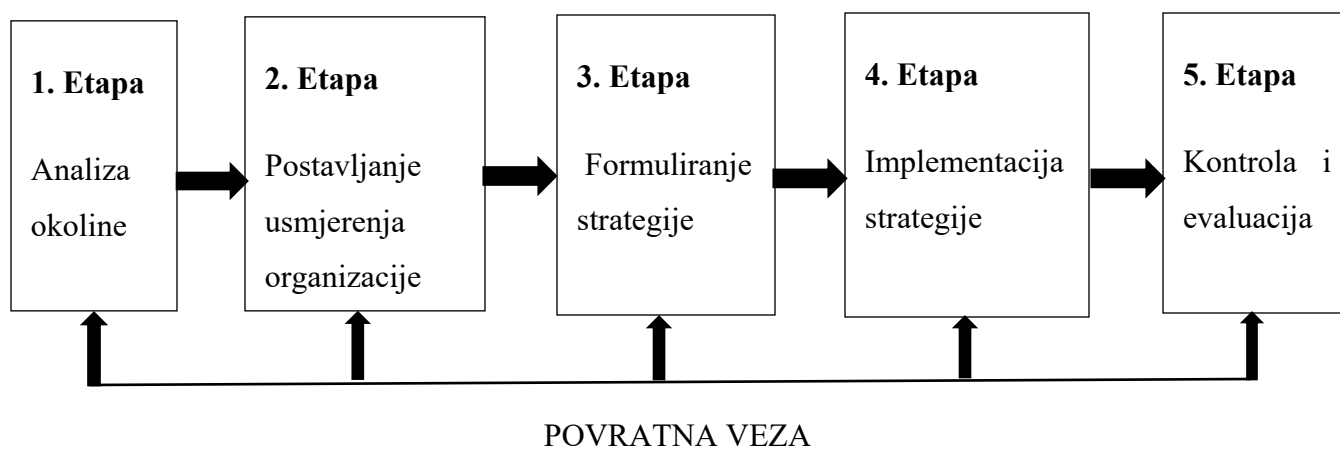 1. Etapa
Analiza
okoline
2. Etapa
Postavljanje
usmjerenja
organizacije
3. Etapa
Formuliranje
strategije
4. Etapa
Implementacija
strategije
5. Etapa
Kontrola i
evaluacija
POVRATNA VEZA